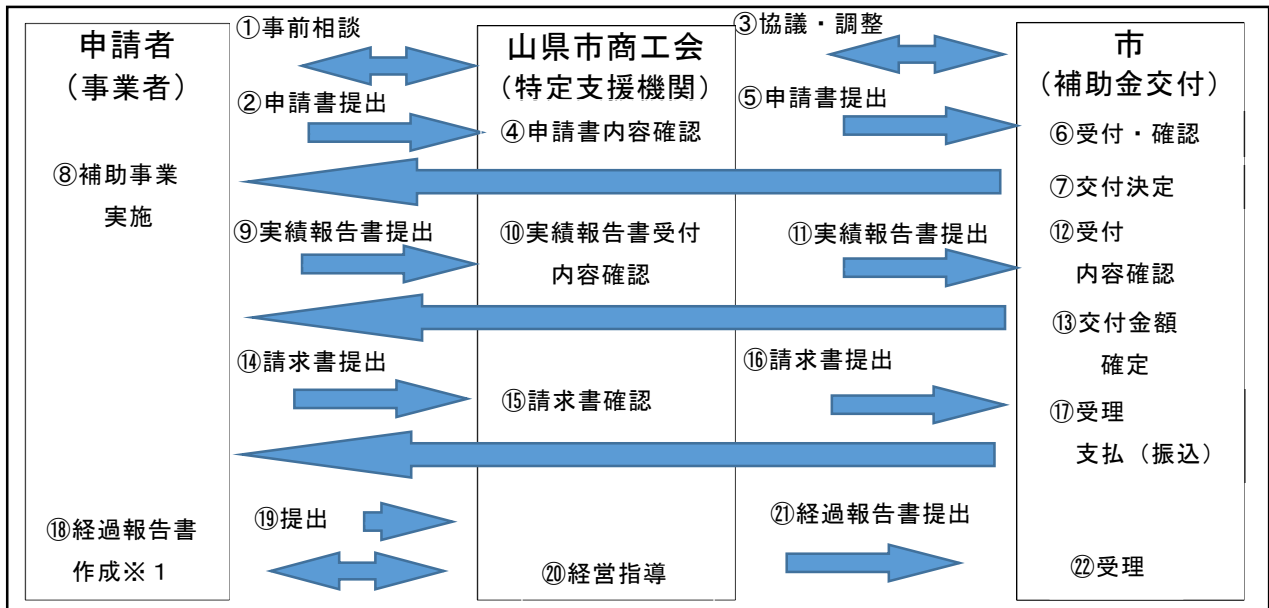 申請者
（事業者）
①事前相談
山県市商工会
（特定支援機関）
③協議・調整
市
（補助金交付）
②申請書提出
④申請書内容確認
⑤申請書提出
⑥受付・確認
⑦交付決定
⑧補助事業
実施
⑨実績報告書提出
⑩実績報告書受付
内容確認
⑪実績報告書提出
⑫受付
内容確認
⑬交付金額
確定
⑭請求書提出
⑮請求書確認
⑯請求書提出
⑰受理
支払（振込）
⑱経過報告書
作成※１
⑲提出
⑳経営指導
㉑経過報告書提出
㉒受理